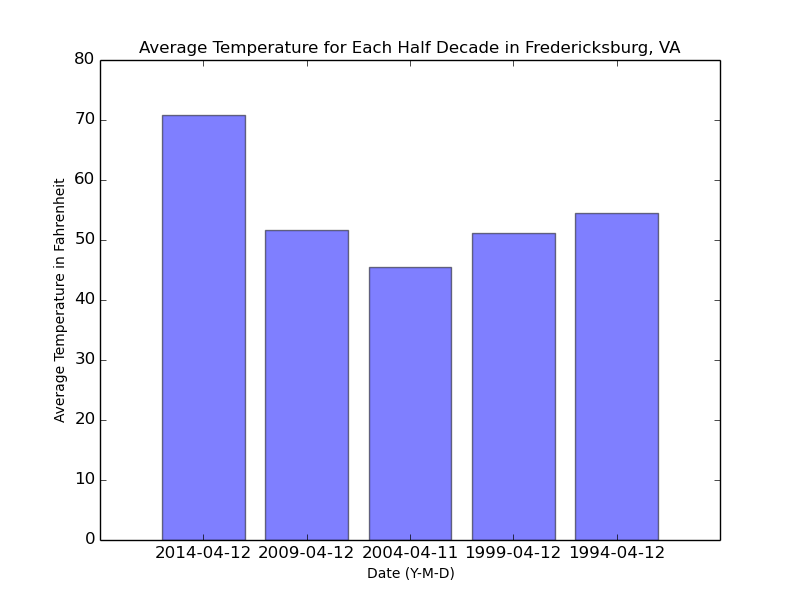 Average Temperature for Each Half Decade in Fredericksburg, VA
80
70
60
50
40
30
20
10
0
Average Temperature in Fahrenheit
2014-04-12 2009-04-12 2004-04-11 1999-04-12 1994-04-12
Date (Y-M-D)